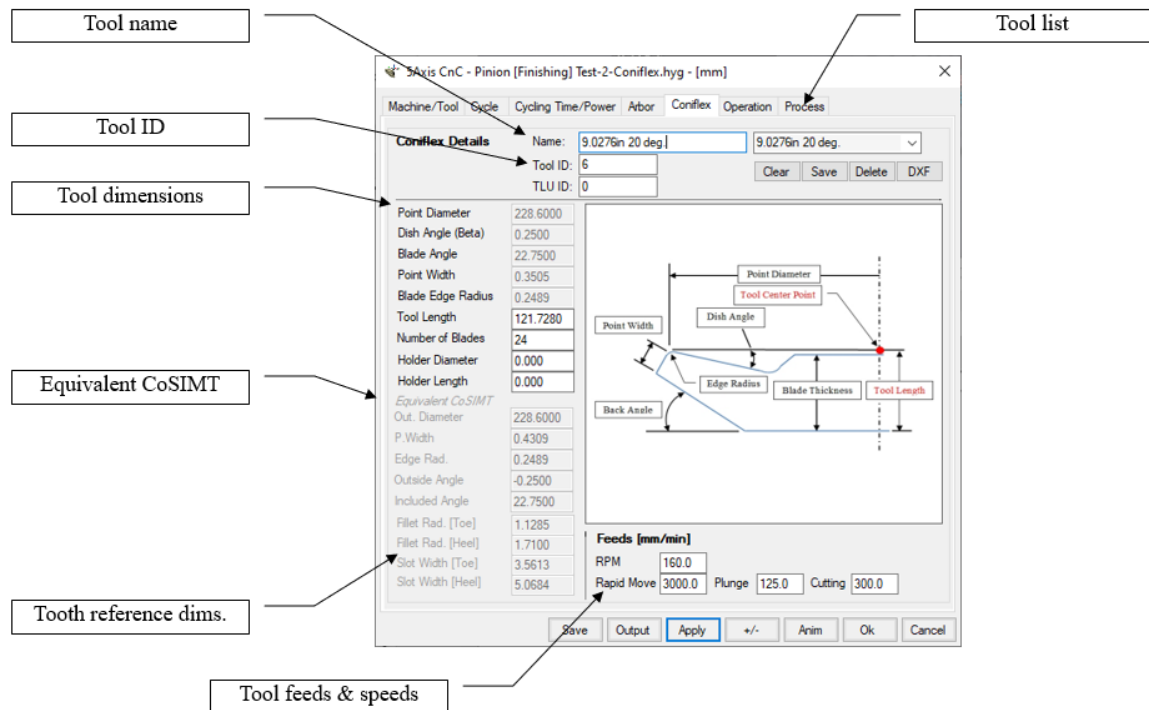 Tool name
Tool list
5Axis CnC - Pinion [Finishing] Test-2-Coniflex.hyg - [mm]
Machine/Tool Cycle Cycling Time/Power Arbor Coniflex Operation Process
Tool ID
Coniflex Details Name: 9.0276in 20 deg. 9.0276in 20 deg.
Tool ID: 6
Clear Save Delete DXF
TLU ID: 0
Tool dimensions
Point Diameter 228.6000
Dish Angle (Beta) 0.2500
Blade Angle 22.7500
Point Width 0.3505
Blade Edge Radius 0.2489
Tool Length 121.7280
Number of Blades 24
Holder Diameter 0.000
Holder Length 0.000
Point Diameter
Tool Center Point
Dish Angle
Point Width
Edge Radius
Blade Thickness
Tool Length
Back Angle
Equivalent CoSIMT
Equivalent CoSIMT
Out. Diameter 228.6000
P.Width 0.4309
Edge Rad. 0.2489
Outside Angle -0.2500
Included Angle 22.7500
Fillet Rad. [Toe] 1.1285
Fillet Rad. [Heel] 1.7100
Slot Width [Toe] 3.5613
Slot Width [Heel] 5.0684
Feeds [mm/min]
RPM 160.0
Rapid Move 3000.0 Plunge 125.0 Cutting 300.0
Tooth reference dims.
Save Output Apply +/- Anim Ok Cancel
Tool feeds & speeds